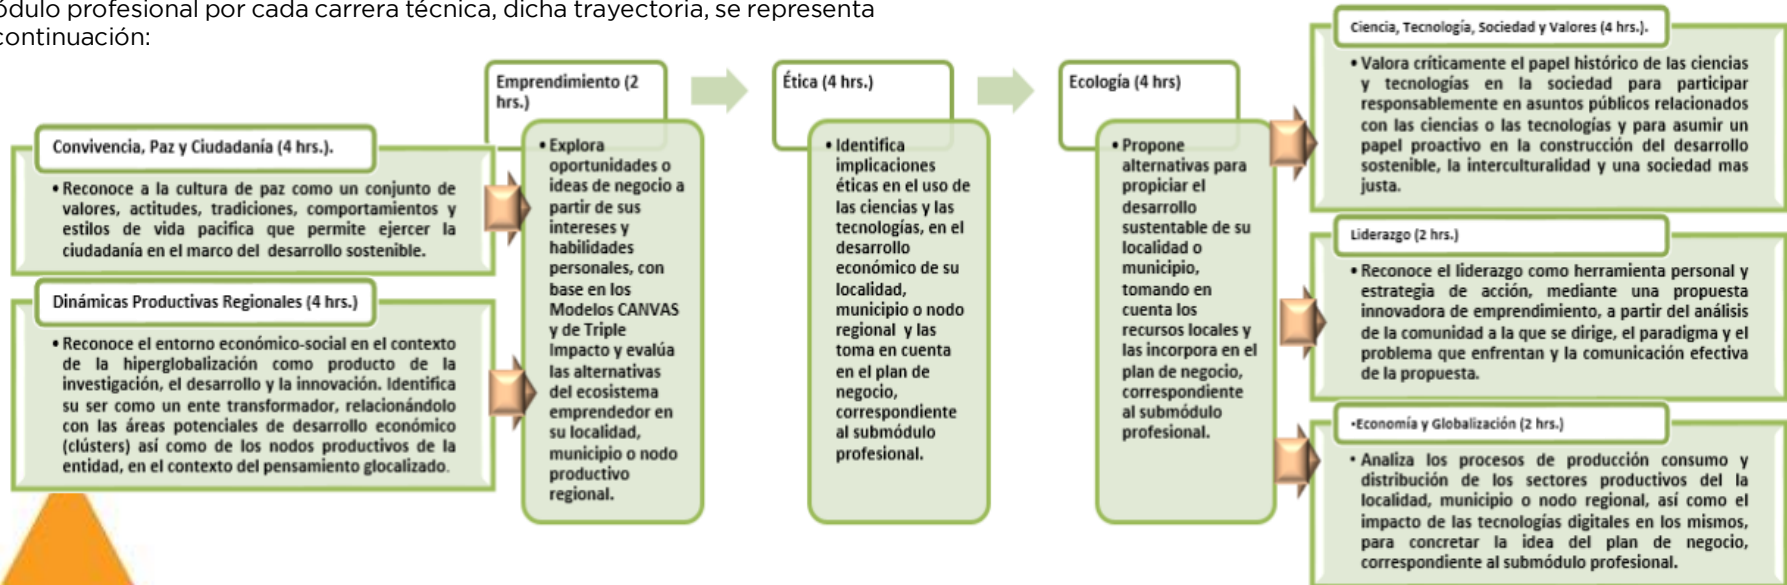 ódulo profesional por cada carrera técnica, dicha trayectoria, se representa
continuación:
Convivencia, Paz y Ciudadanía (4 hrs.).
• Reconoce a la cultura de paz como un conjunto de
valores, actitudes, tradiciones, comportamientos y
estilos de vida pacifica que permite ejercer la
ciudadanía en el marco del desarrollo sostenible.
Dinámicas Productivas Regionales (4 hrs.)
• Reconoce el entorno económico-social en el contexto
de la hiperglobalización como producto de la
investigación, el desarrollo y la innovación. Identifica
su ser como un ente transformador, relacionándolo
con las áreas potenciales de desarrollo económico
(clústers) así como de los nodos productivos de la
entidad, en el contexto del pensamiento glocalizado.
Emprendimiento (2
hrs.)
• Explora
oportunidades o
ideas de negocio a
partir de sus
intereses y
habilidades
personales, con
base en los
Modelos CANVAS
y de Triple
Impacto y evalúa
las alternativas
del ecosistema
emprendedor en
su localidad,
municipio o nodo
productivo
regional.
Ética (4 hrs.)
• Identifica
implicaciones
éticas en el uso de
las ciencias y las
tecnologías, en el
desarrollo
económico de su
localidad,
municipio o nodo
regional y las
toma en cuenta
en el plan de
negocio,
correspondiente
al submódulo
profesional.
Ecología (4 hrs)
• Propone
alternativas para
propiciar el
desarrollo
sustentable de su
localidad o
municipio,
tomando en
cuenta los
recursos locales y
las incorpora en el
plan de negocio,
correspondiente
al submódulo
profesional.
Ciencia, Tecnología, Sociedad y Valores (4 hrs.).
• Valora críticamente el papel histórico de las ciencias
y tecnologías en la sociedad para participar
responsablemente en asuntos públicos relacionados
con las ciencias o las tecnologías y para asumir un
papel proactivo en la construcción del desarrollo
sostenible, la interculturalidad y una sociedad mas
justa.
Liderazgo (2 hrs.)
• Reconoce el liderazgo como herramienta personal y
estrategia de acción, mediante una propuesta
innovadora de emprendimiento, a partir del análisis
de la comunidad a la que se dirige, el paradigma y el
problema que enfrentan y la comunicación efectiva
de la propuesta.
•Economía y Globalización (2 hrs.)
• Analiza los procesos de producción consumo y
distribución de los sectores productivos del la
localidad, municipio o nodo regional, así como el
impacto de las tecnologías digitales en los mismos,
para concretar la idea del plan de negocio,
correspondiente al submódulo profesional.